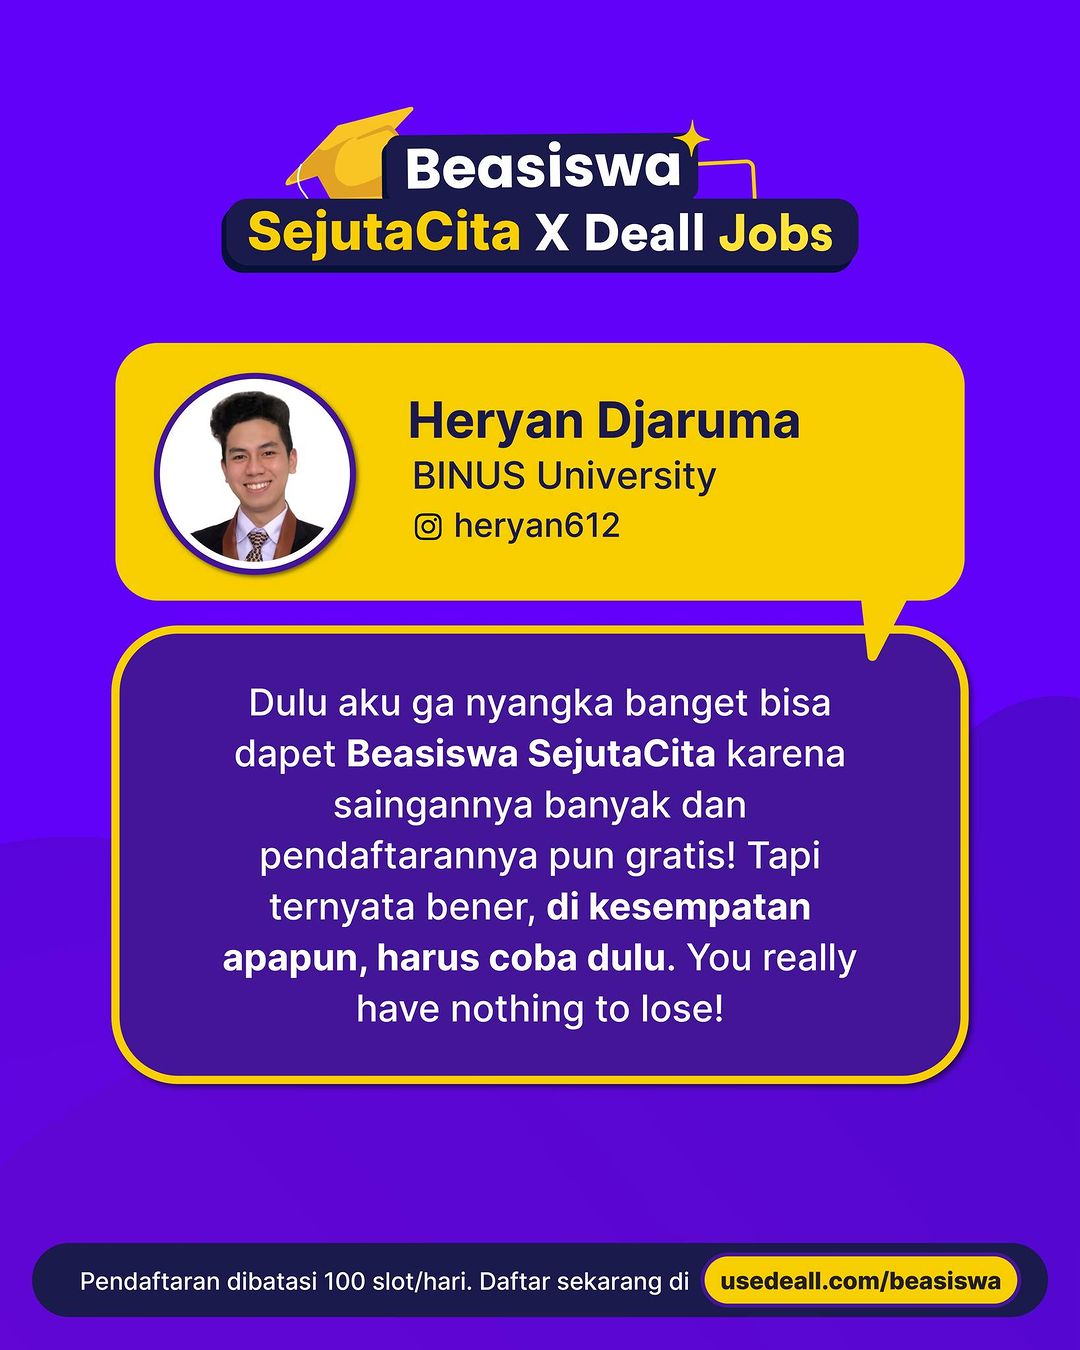 Beasiswa
SejutaCita X Deall Jobs
Heryan Djaruma
BINUS University
heryan612
Dulu aku ga nyangka banget bisa
dapet Beasiswa SejutaCita karena
saingannya banyak dan
pendaftarannya pun gratis! Tapi
ternyata bener, di kesempatan
apapun, harus coba dulu. You really
have nothing to lose!
Pendaftaran dibatasi 100 slot/hari. Daftar sekarang di usedeall.com/beasiswa